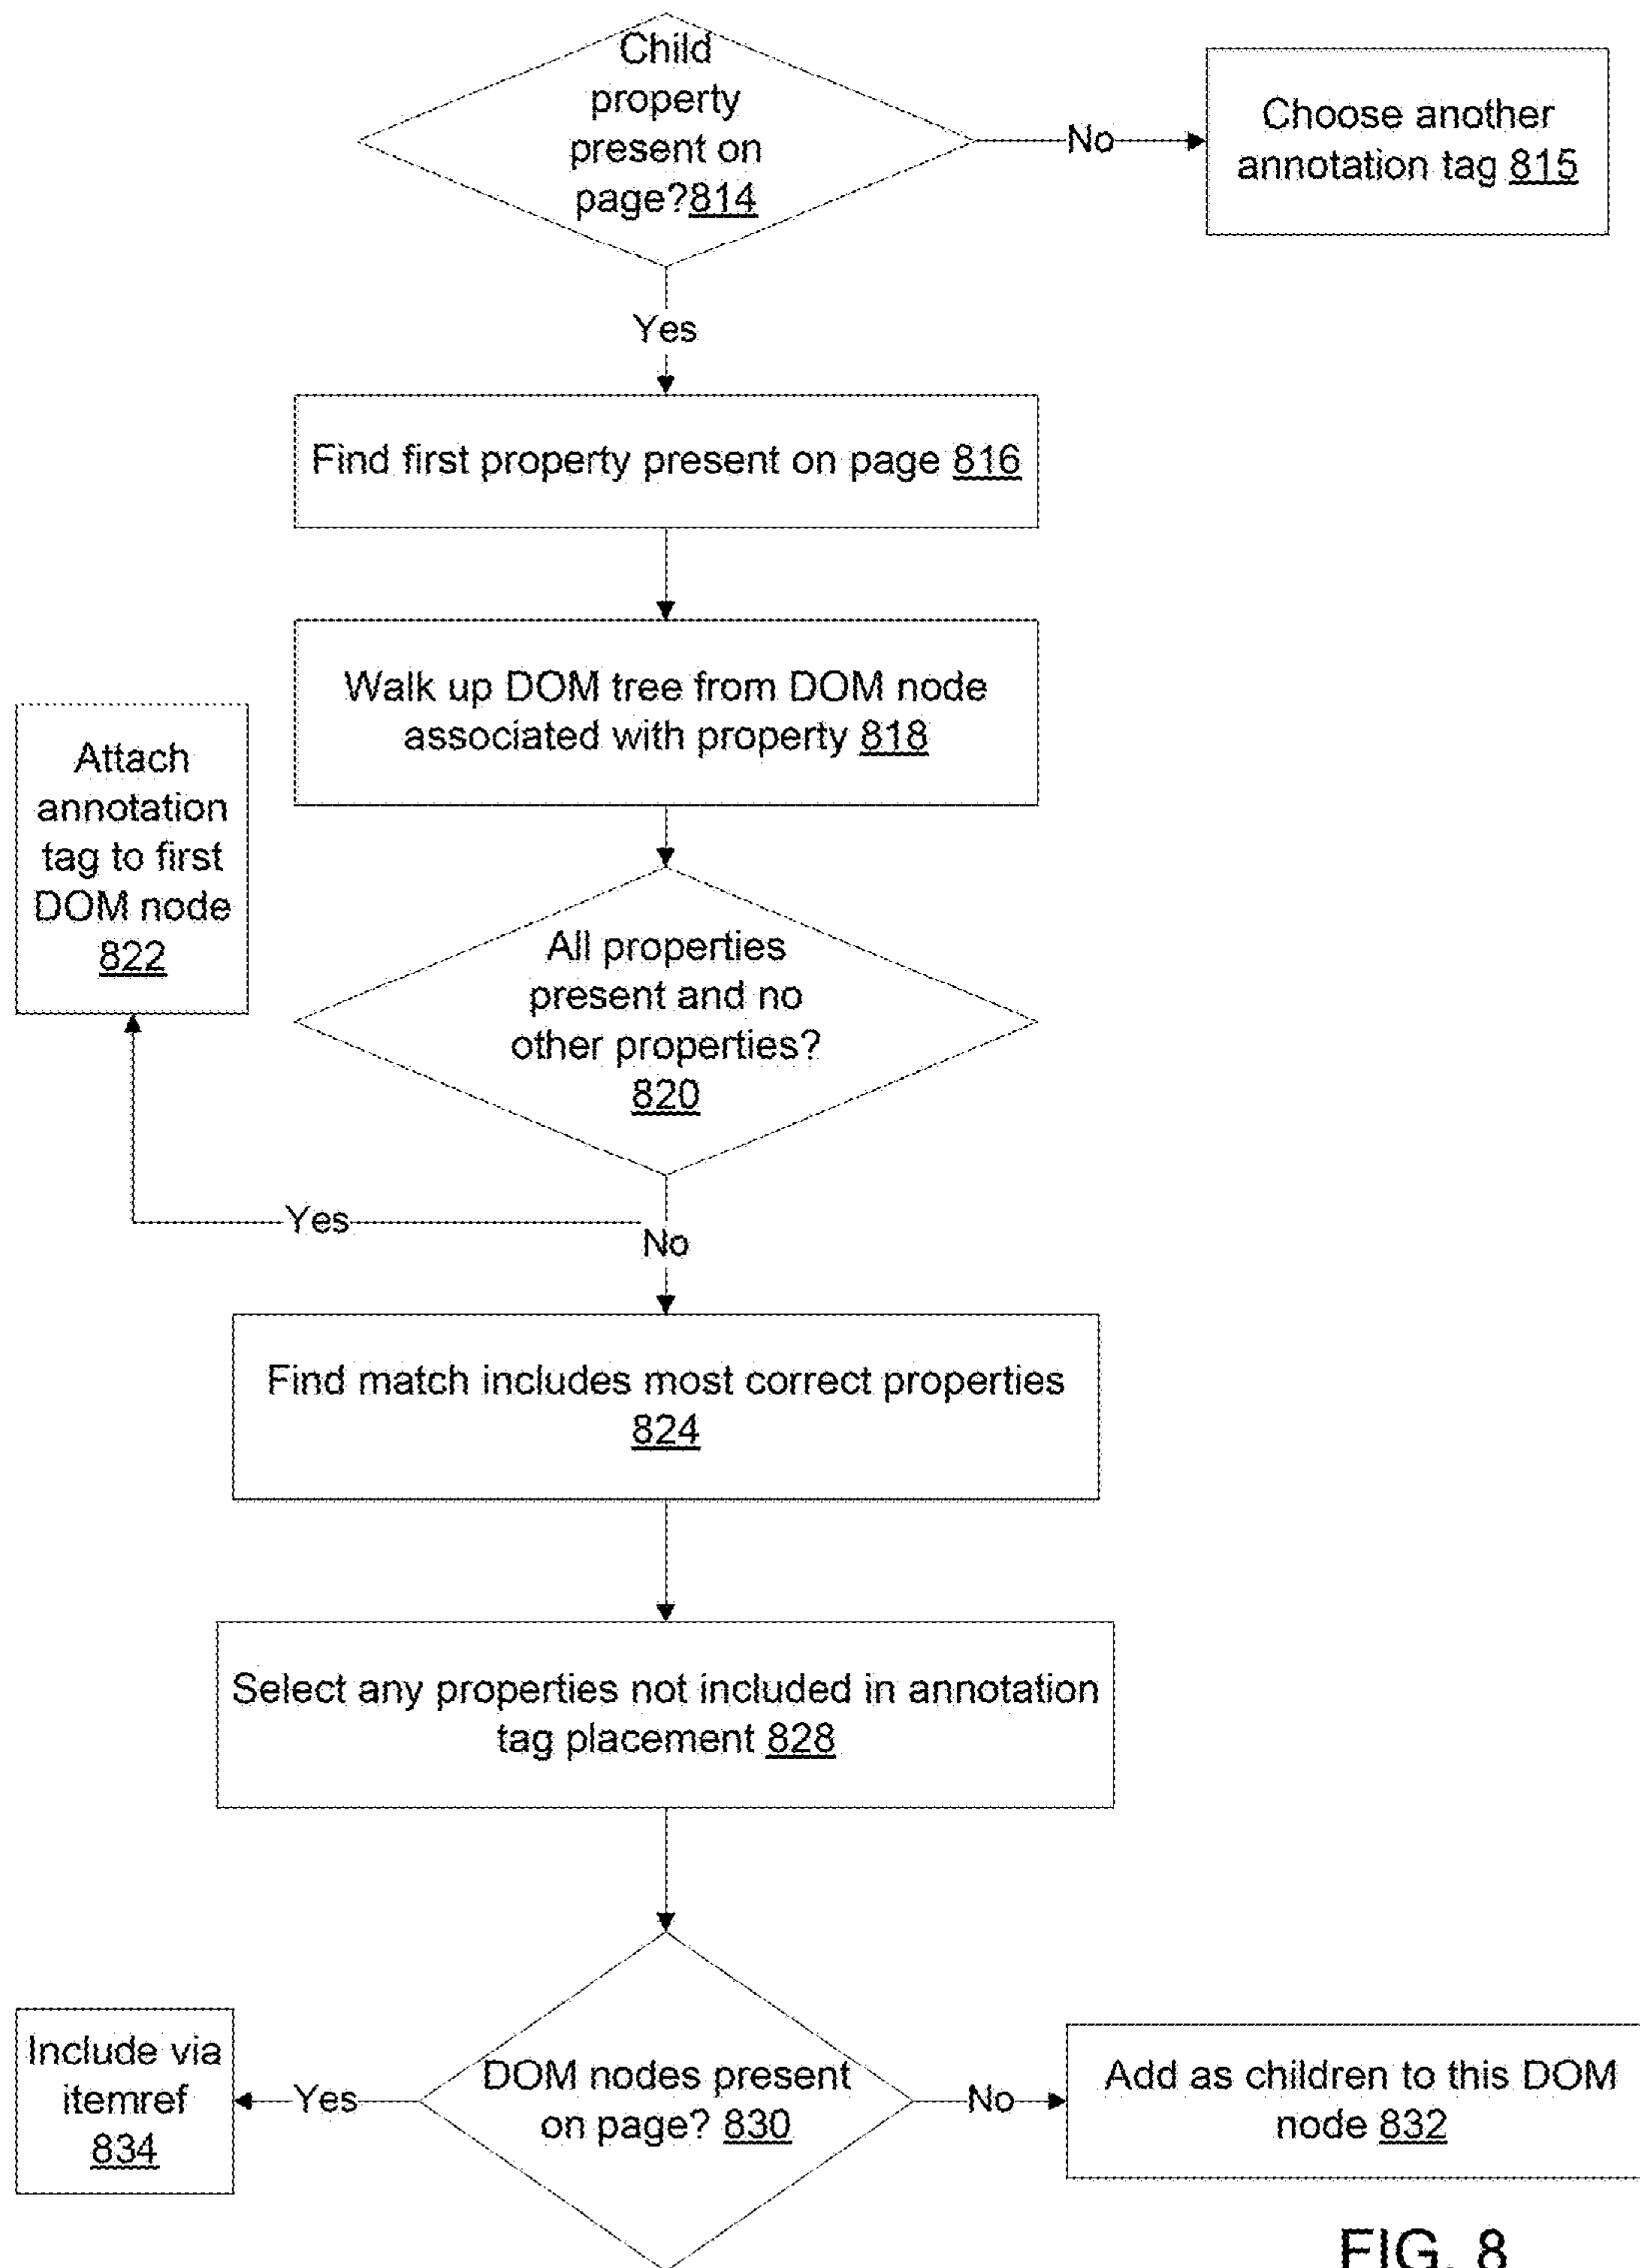 Child
property
present on
page?814
No
Choose another
annotation tag 815
Yes
Find first property present on page 816
Walk up DOM tree from DOM node
associated with property 818
Attach
annotation
tag to first
DOM node
822
All properties
present and no
other properties?
820
Yes
No
Find match includes most correct properties
824
Select any properties not included in annotation
tag placement 828
DOM nodes present
on page? 830
Yes
Include via
itemref
834
No
Add as children to this DOM
node 832
FIG. 8